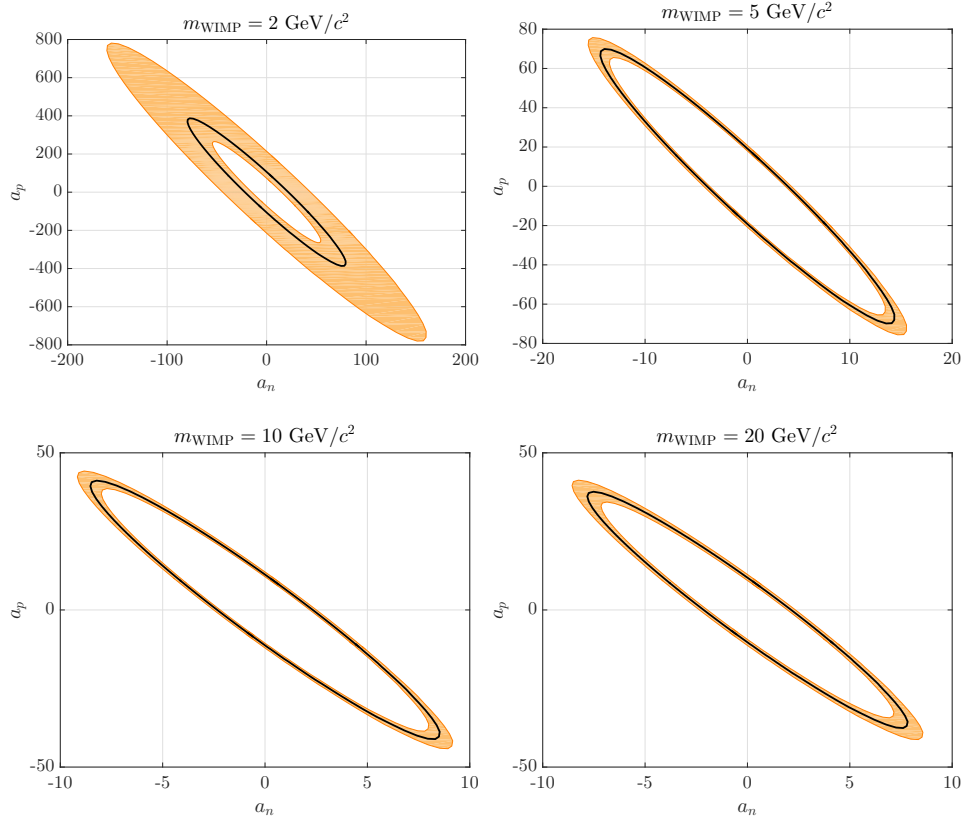 m_WIMP = 2 GeV/c²
800
600
400
200
0
-200
-400
-600
-800
a_p
-200 -100 0 100 200
a_n
m_WIMP = 5 GeV/c²
80
60
40
20
0
-20
-40
-60
-80
a_p
-20 -10 0 10 20
a_n
m_WIMP = 10 GeV/c²
50
0
-50
a_p
-10 -5 0 5 10
a_n
m_WIMP = 20 GeV/c²
50
0
-50
a_p
-10 -5 0 5 10
a_n